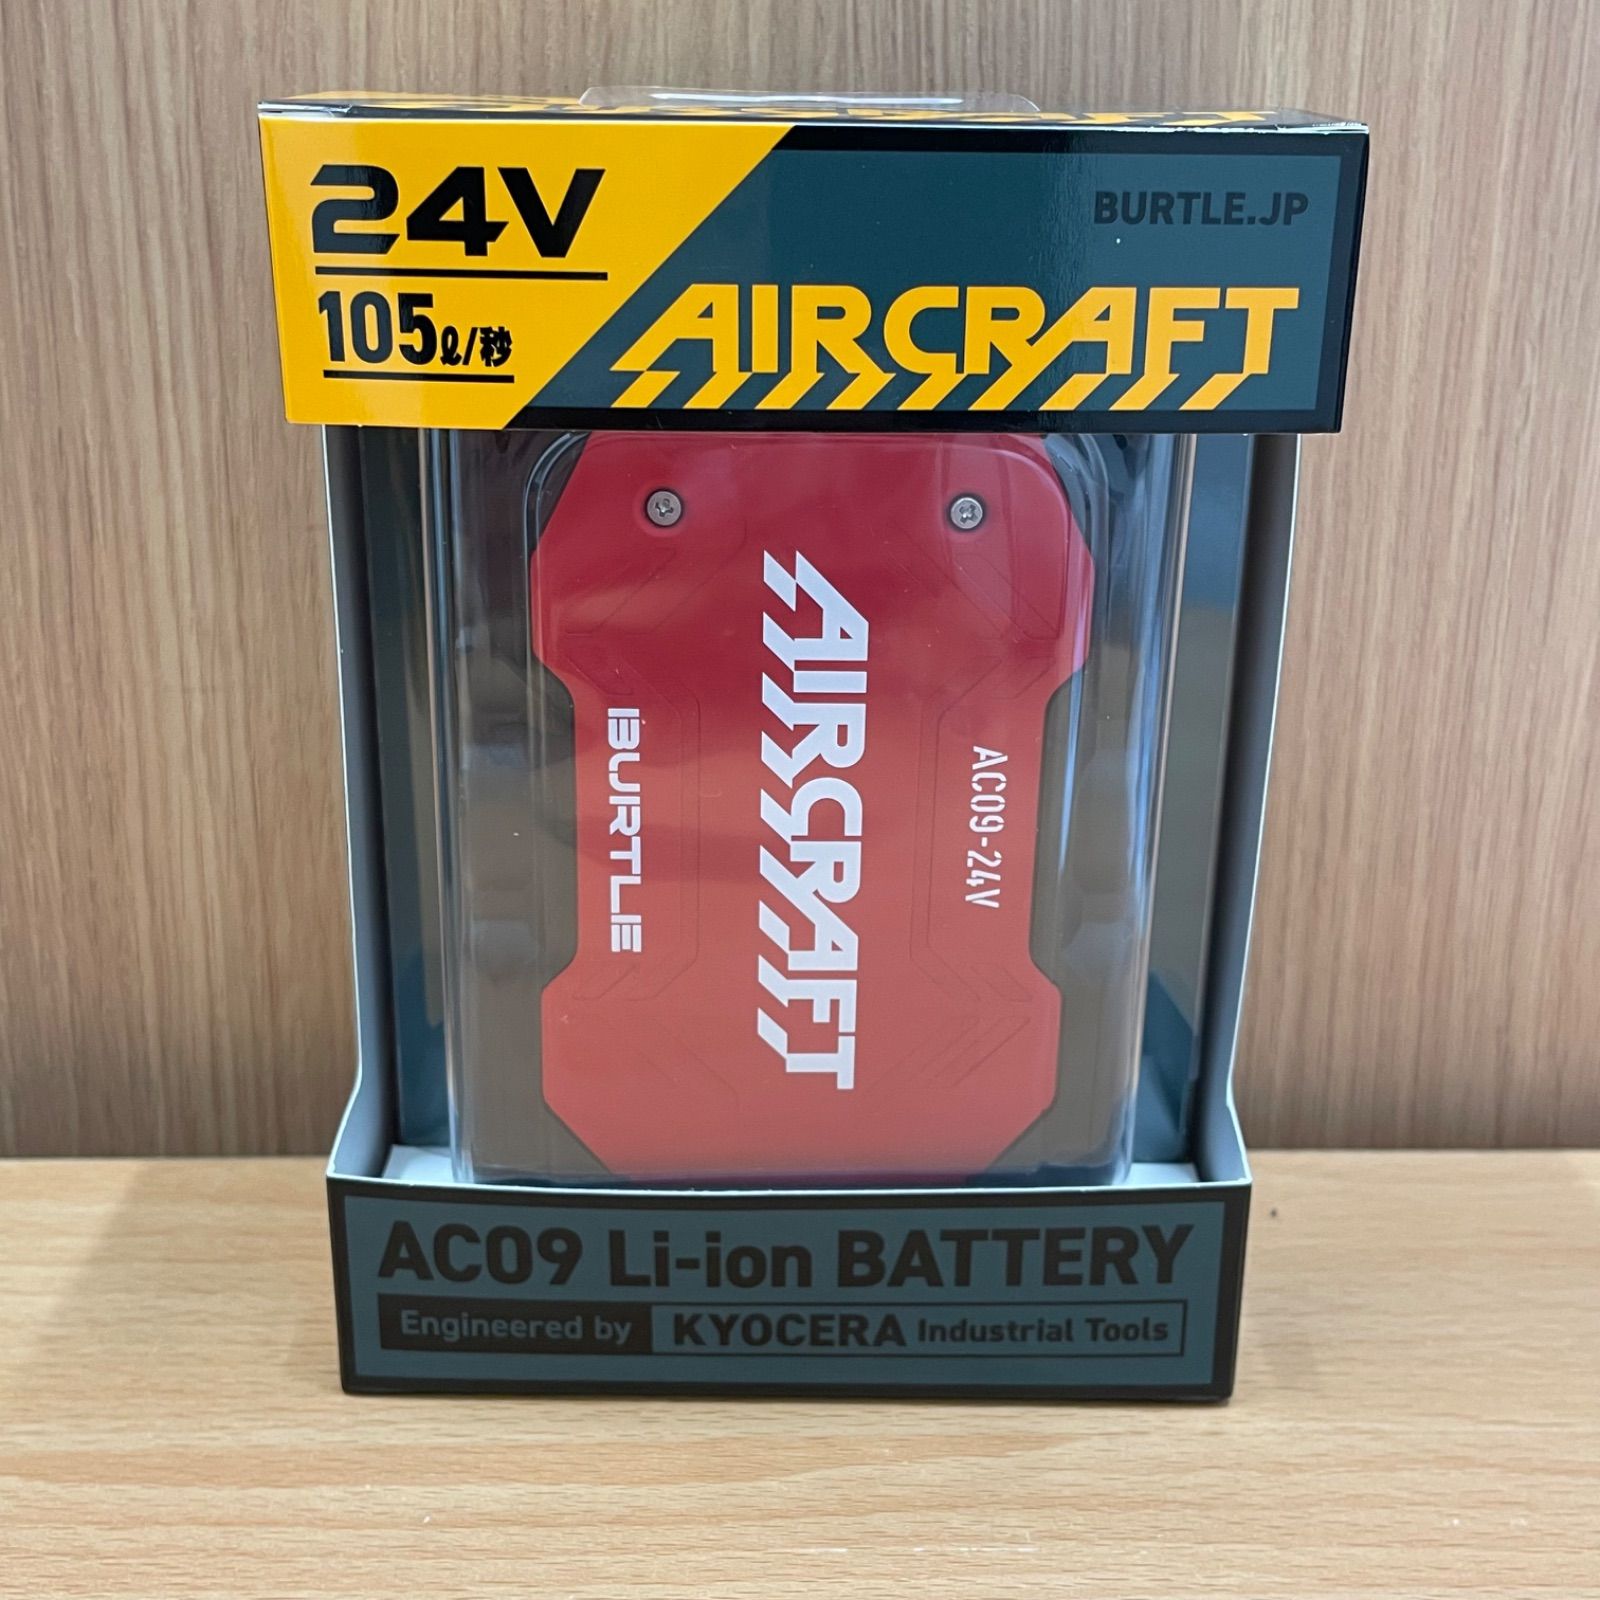 24V
105ℓ/秒
BURTLE.JP
AIRCRAFT
AIRCRAFT
BURTLE
AC09-24V
AC09 Li-ion BATTERY
Engineered by KYOCERA Industrial Tools